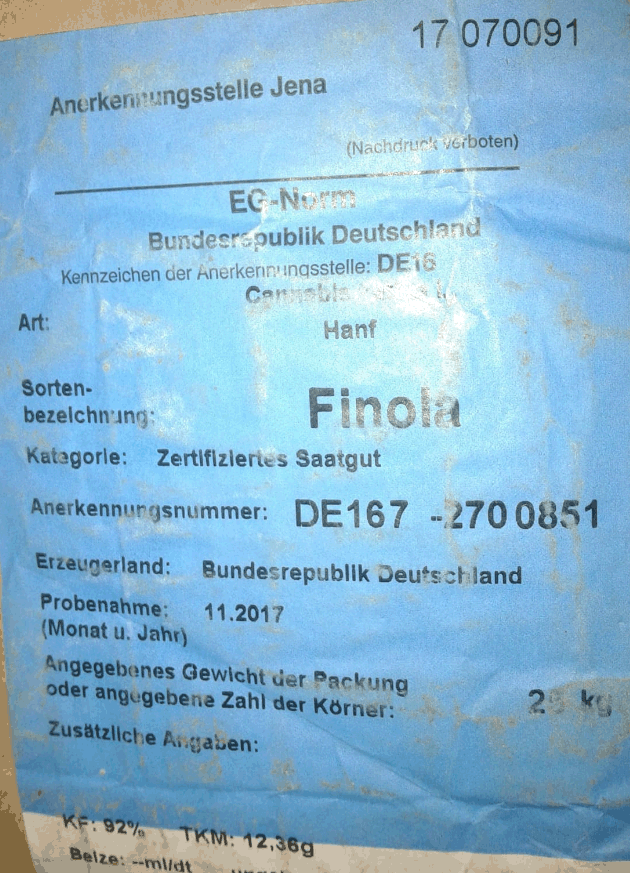 17 070091
Anerkennungsstelle Jena
(Nachdruck verboten)
EG-Norm
Bundesrepublik Deutschland
Kennzeichen der Anerkennungsstelle: DE16
Cannabis
Art: Hanf
Sorten-
bezeichnung: Finola
Kategorie: Zertifiziertes Saatgut
Anerkennungsnummer: DE167 -270 0851
Erzeugerland: Bundesrepublik Deutschland
Probenahme: 11.2017
(Monat u. Jahr)
Angegebenes Gewicht der Packung
oder angegebene Zahl der Körner: kg
Zusätzliche Angaben:
KF: 92% TKM: 12,36g
Beize: --ml/dt